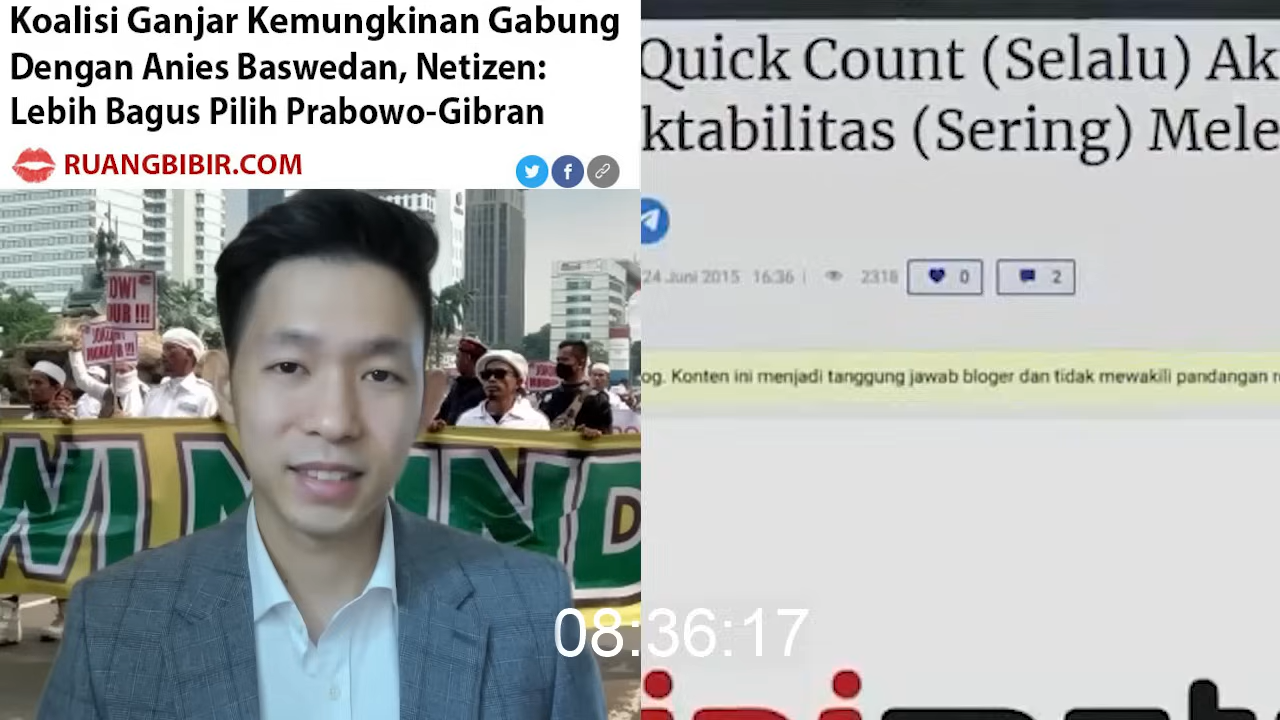 Koalisi Ganjar Kemungkinan Gabung
Dengan Anies Baswedan, Netizen:
Lebih Bagus Pilih Prabowo-Gibran
RUANGBIBIR.COM
OWI
UR !!!
Quick Count (Selalu) Ak
ktabilitas (Sering) Mele
24 Juni 2015 16:36 | 2318 0 2
og. Konten ini menjadi tanggung jawab bloger dan tidak mewakili pandangan r
08:36:17